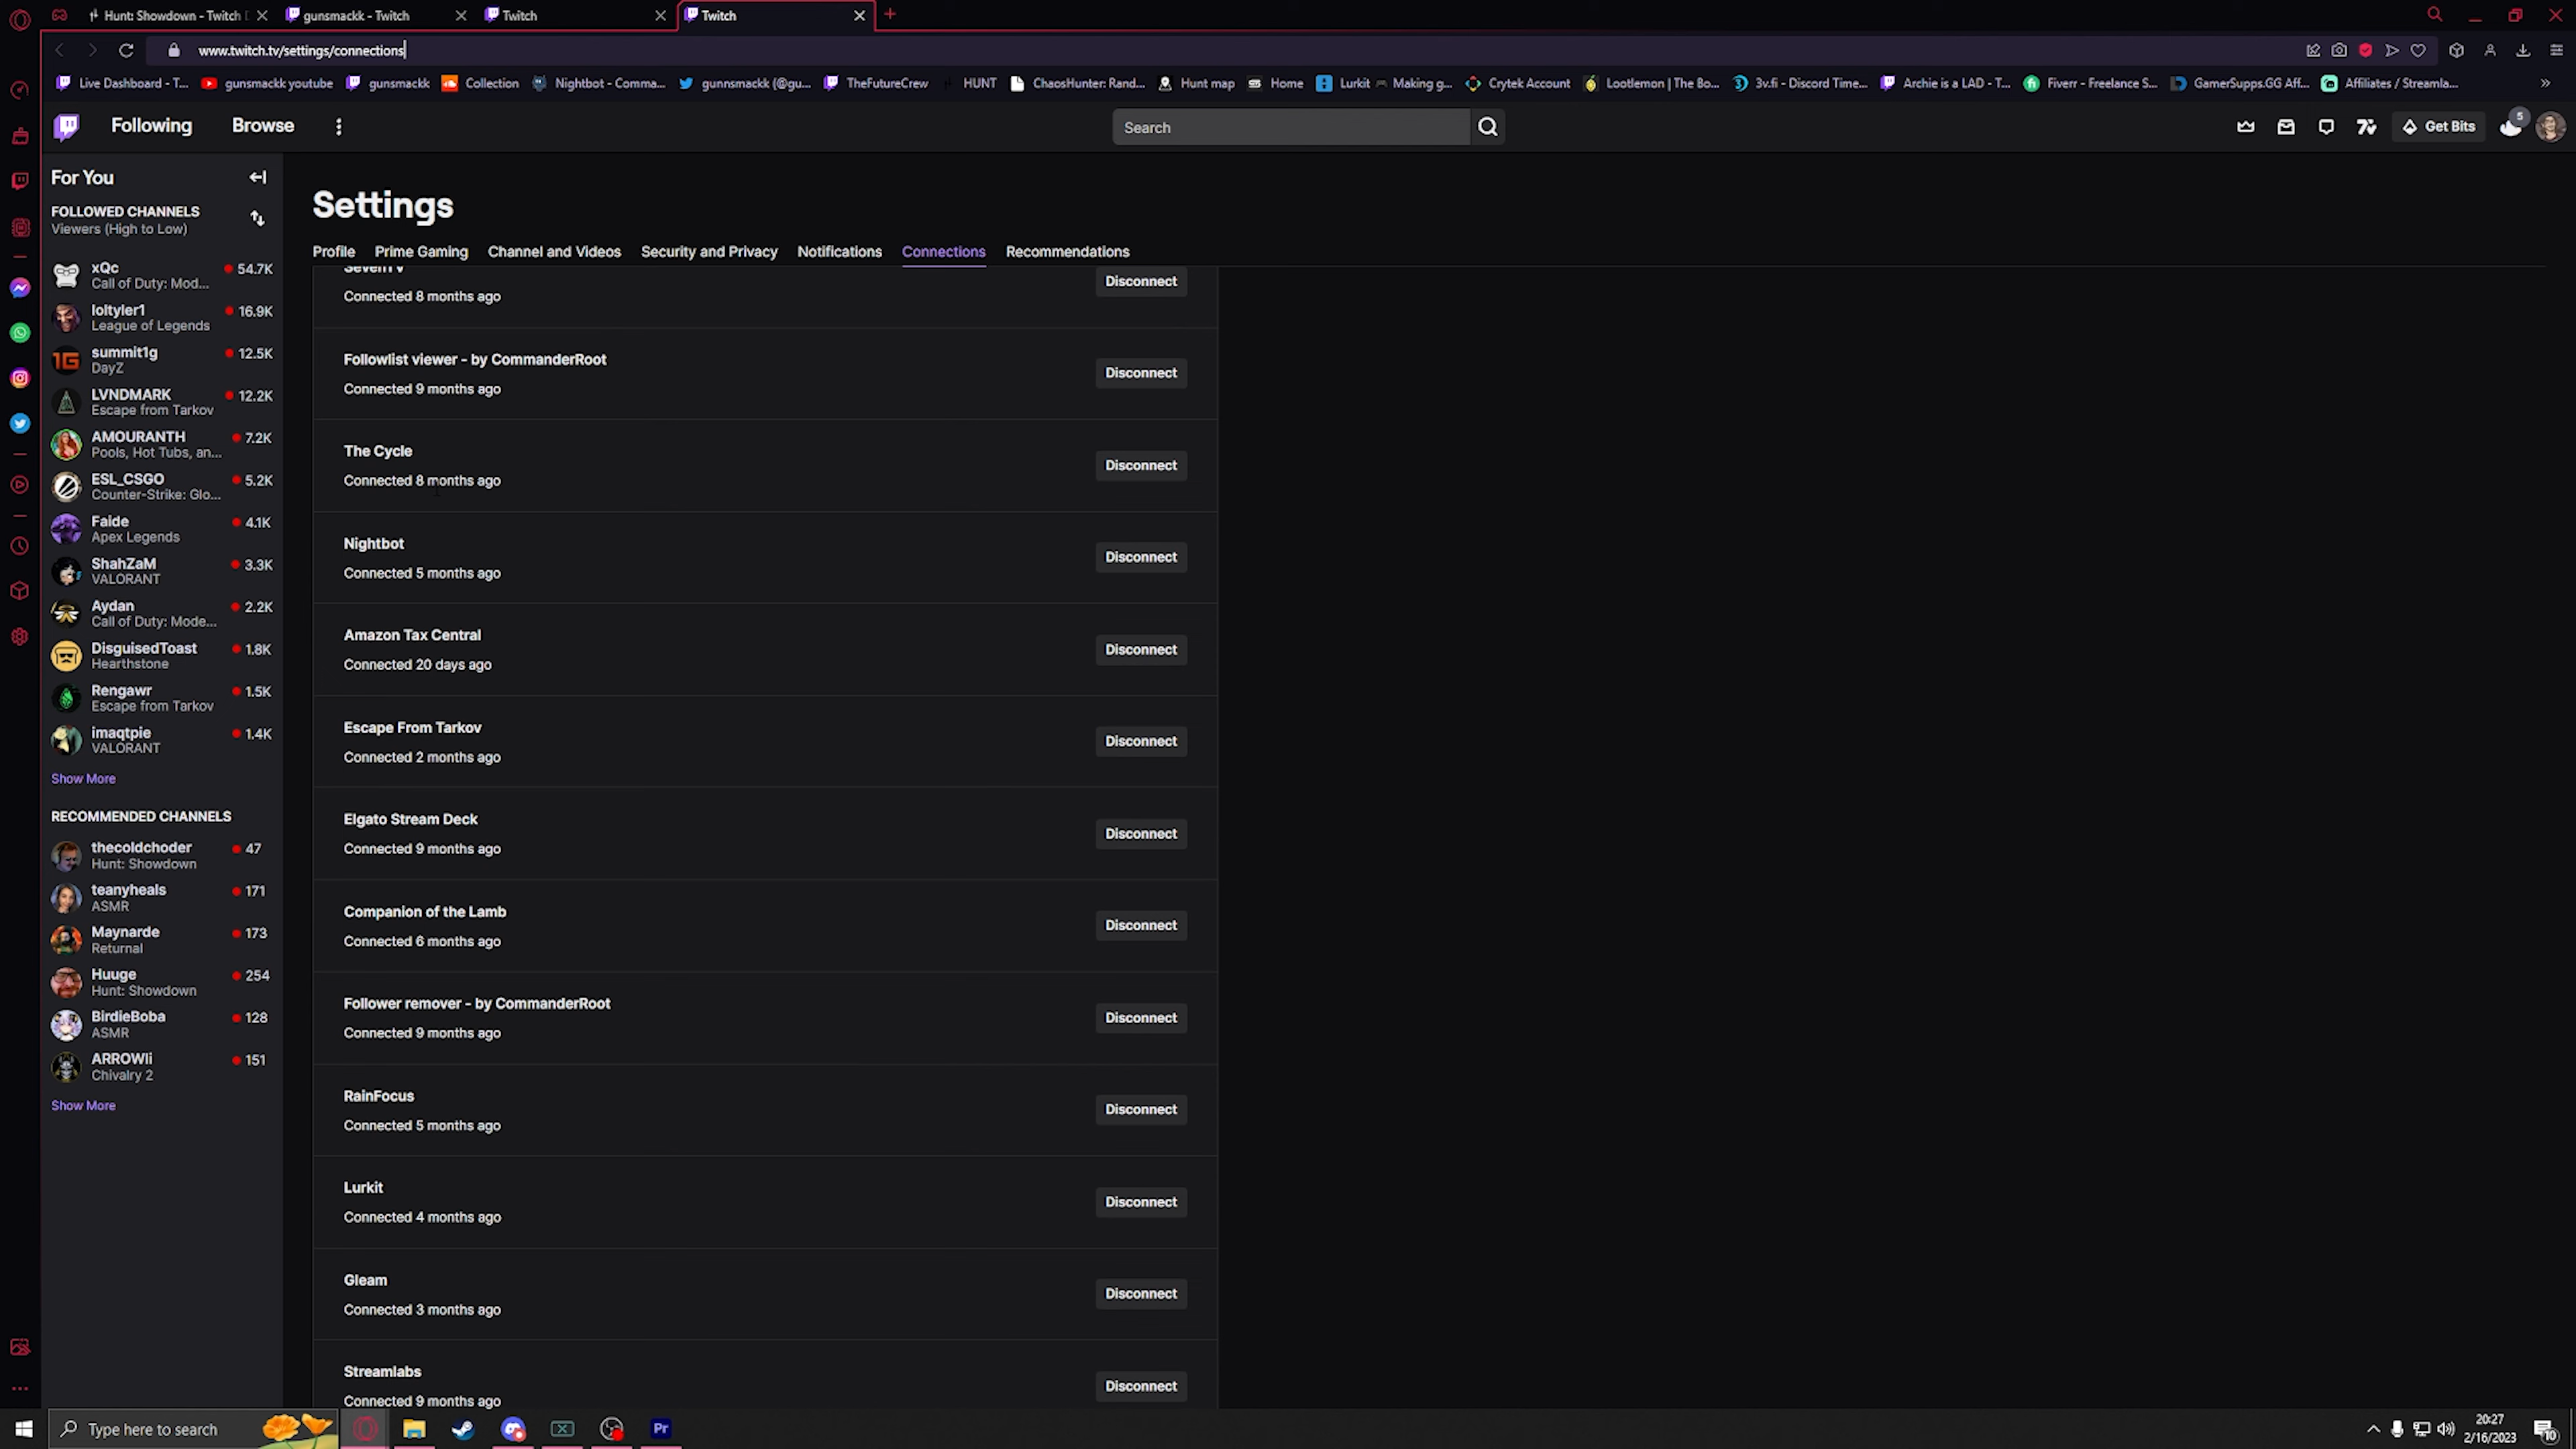 Hunt: Showdown - Twitch
gunsmackk - Twitch
Twitch
Twitch
www.twitch.tv/settings/connections
Live Dashboard - T...
gunsmackk youtube
gunsmackk
Collection
Nightbot - Comma...
gunnsmackk (@gu...
TheFutureCrew
HUNT
ChaosHunter: Rand...
Hunt map
Home
Lurkit 🎮 Making g...
Crytek Account
Lootlemon | The Bo...
3v.fi - Discord Time...
Archie is a LAD - T...
Fiverr - Freelance S...
GamerSupps.GG Aff...
Affiliates / Streamla...
Following
Browse
Search
Get Bits
5
For You
FOLLOWED CHANNELS
Viewers (High to Low)
xQc 54.7K
Call of Duty: Mod...
loltyler1 16.9K
League of Legends
summit1g 12.5K
DayZ
LVNDMARK 12.2K
Escape from Tarkov
AMOURANTH 7.2K
Pools, Hot Tubs, an...
ESL_CSGO 5.2K
Counter-Strike: Glo...
Faide 4.1K
Apex Legends
ShahZaM 3.3K
VALORANT
Aydan 2.2K
Call of Duty: Mode...
DisguisedToast 1.8K
Hearthstone
Rengawr 1.5K
Escape from Tarkov
imaqtpie 1.4K
VALORANT
Show More
RECOMMENDED CHANNELS
thecoldchoder 47
Hunt: Showdown
teanyheals 171
ASMR
Maynarde 173
Returnal
Huuge 254
Hunt: Showdown
BirdieBoba 128
ASMR
ARROWli 151
Chivalry 2
Show More
Settings
Profile
Prime Gaming
Channel and Videos
Security and Privacy
Notifications
Connections
Recommendations
SevenTV
Connected 8 months ago
Disconnect
Followlist viewer - by CommanderRoot
Connected 9 months ago
Disconnect
The Cycle
Connected 8 months ago
Disconnect
Nightbot
Connected 5 months ago
Disconnect
Amazon Tax Central
Connected 20 days ago
Disconnect
Escape From Tarkov
Connected 2 months ago
Disconnect
Elgato Stream Deck
Connected 9 months ago
Disconnect
Companion of the Lamb
Connected 6 months ago
Disconnect
Follower remover - by CommanderRoot
Connected 9 months ago
Disconnect
RainFocus
Connected 5 months ago
Disconnect
Lurkit
Connected 4 months ago
Disconnect
Gleam
Connected 3 months ago
Disconnect
Streamlabs
Connected 9 months ago
Disconnect
Type here to search
Pr
20:27
2/16/2023
10